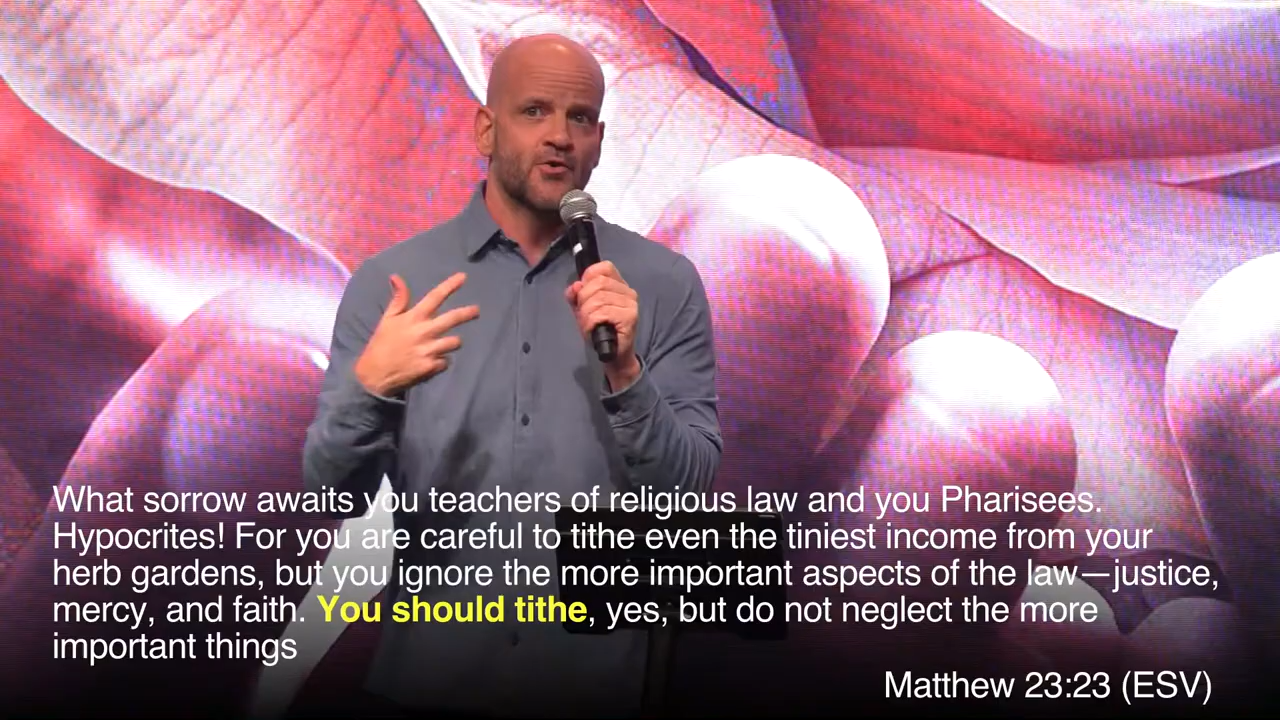 What sorrow awaits you teachers of religious law and you Pharisees.
Hypocrites! For you are careful to tithe even the tiniest income from your
herb gardens, but you ignore the more important aspects of the law—justice,
mercy, and faith. You should tithe, yes, but do not neglect the more
important things
Matthew 23:23 (ESV)